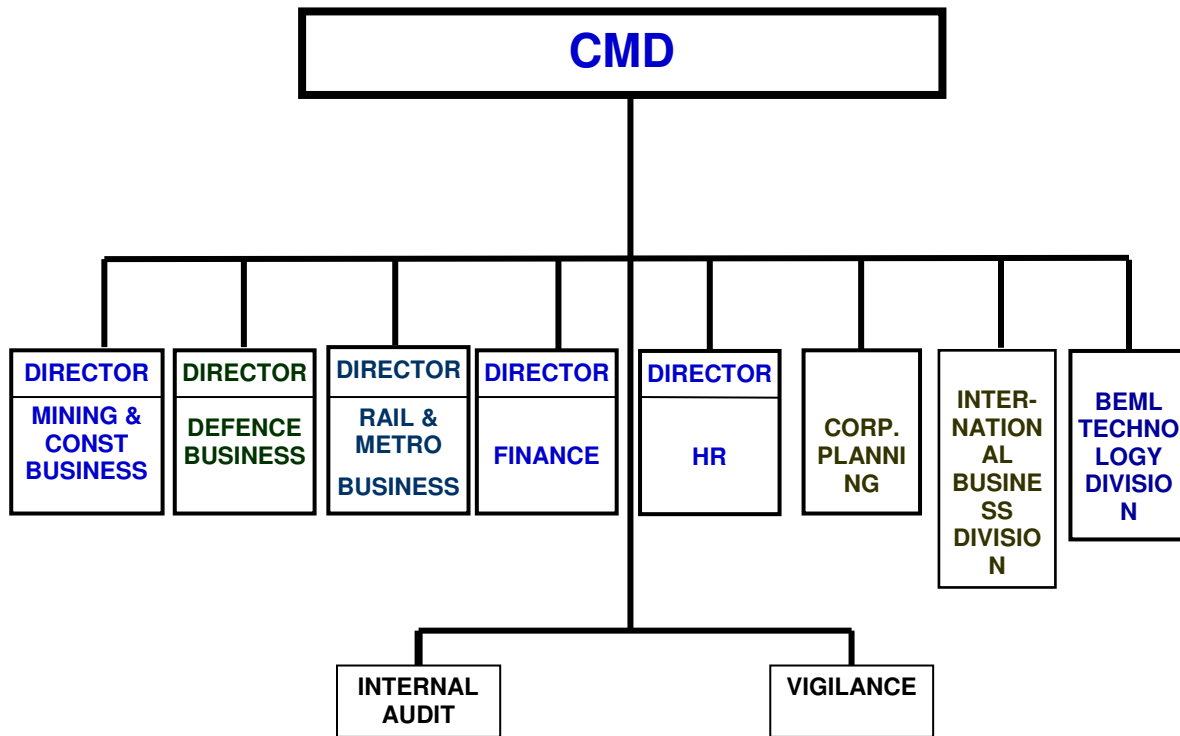 CMD
DIRECTOR
MINING &
CONST
BUSINESS
DIRECTOR
DEFENCE
BUSINESS
DIRECTOR
RAIL &
METRO
BUSINESS
DIRECTOR
FINANCE
DIRECTOR
HR
CORP.
PLANNI
NG
INTER-
NATION
AL
BUSINE
SS
DIVISIO
N
BEML
TECHNO
LOGY
DIVISIO
N
INTERNAL
AUDIT
VIGILANCE